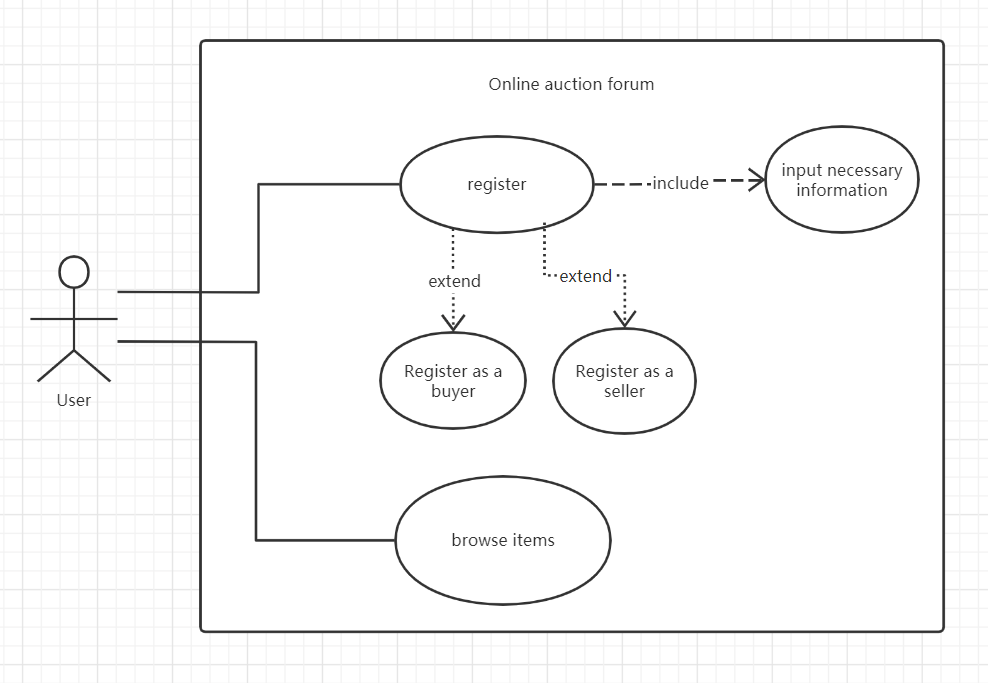 Online auction forum
register
include
input necessary
information
extend
extend
Register as a
buyer
Register as a
seller
User
browse items